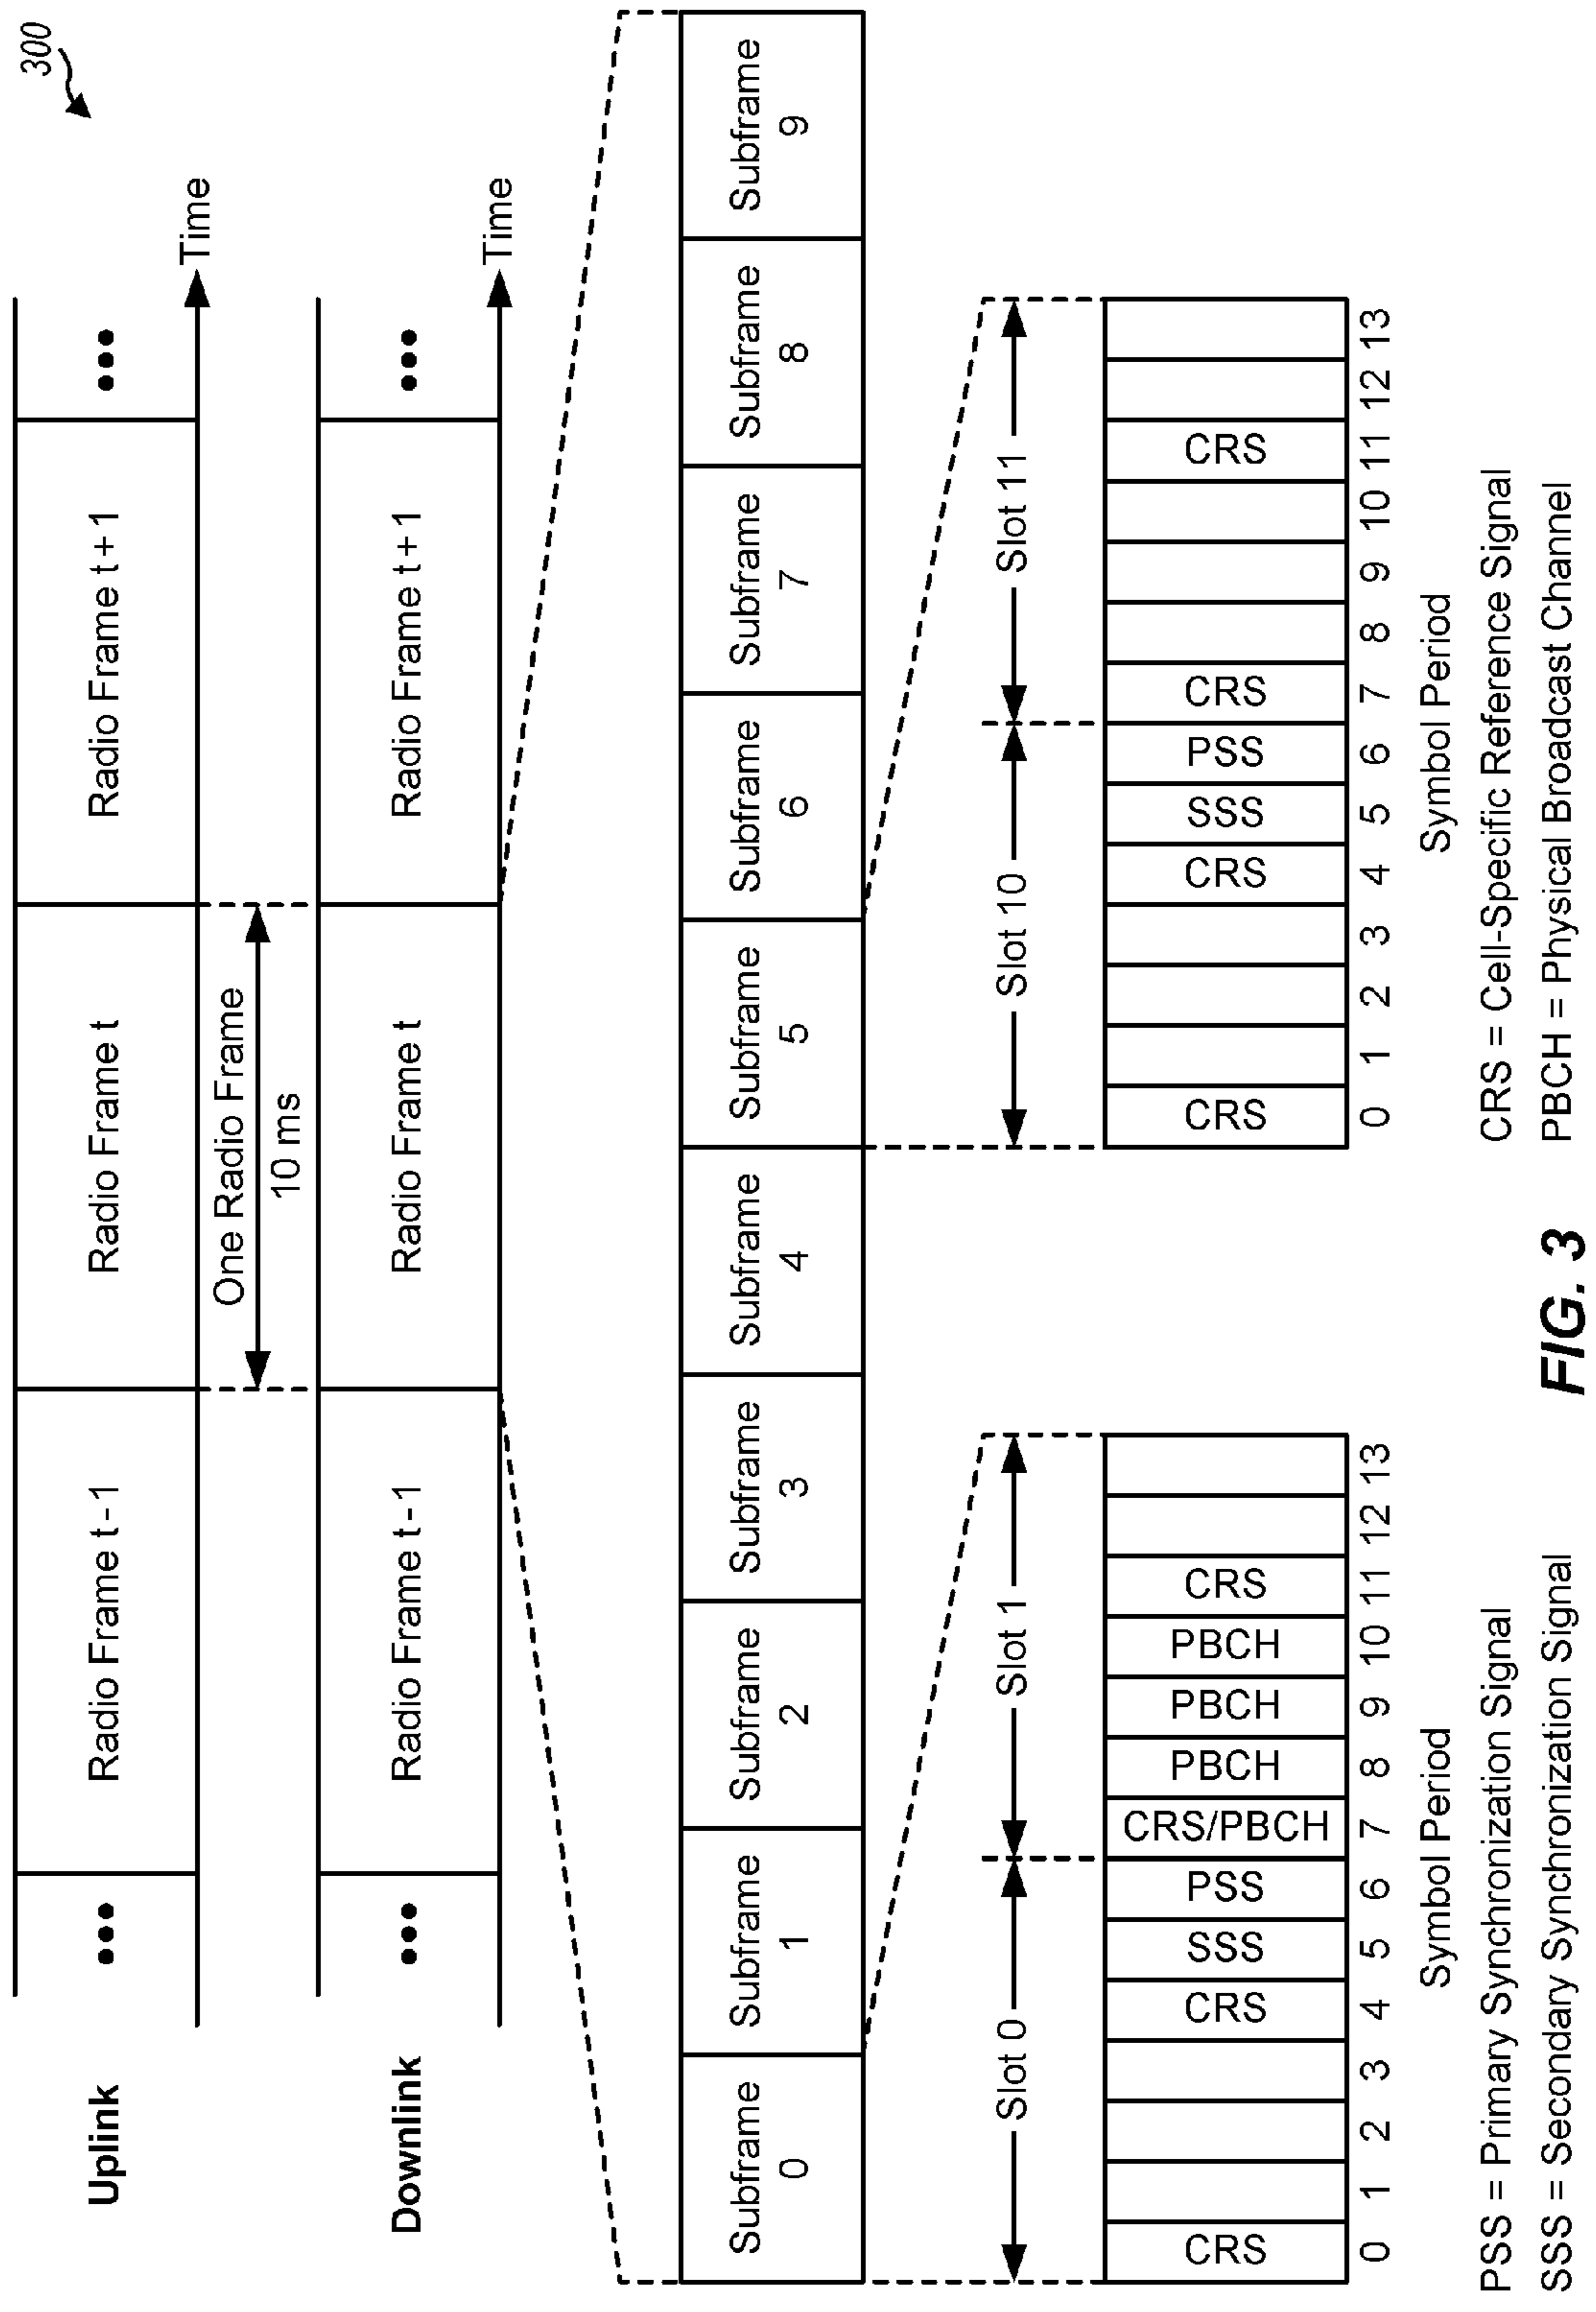 300
Uplink
••• Radio Frame t-1 Radio Frame t Radio Frame t+1 •••
Time
One Radio Frame
10 ms
Downlink
••• Radio Frame t-1 Radio Frame t Radio Frame t+1 •••
Time
Subframe Subframe Subframe Subframe Subframe Subframe Subframe Subframe Subframe Subframe
0 1 2 3 4 5 6 7 8 9
Slot 0 Slot 1 Slot 10 Slot 11
CRS CRS SSS PSS CRS/PBCH PBCH PBCH PBCH CRS
0 1 2 3 4 5 6 7 8 9 10 11 12 13
Symbol Period
CRS CRS SSS PSS CRS CRS
0 1 2 3 4 5 6 7 8 9 10 11 12 13
Symbol Period
PSS = Primary Synchronization Signal
SSS = Secondary Synchronization Signal
CRS = Cell-Specific Reference Signal
PBCH = Physical Broadcast Channel
FIG. 3